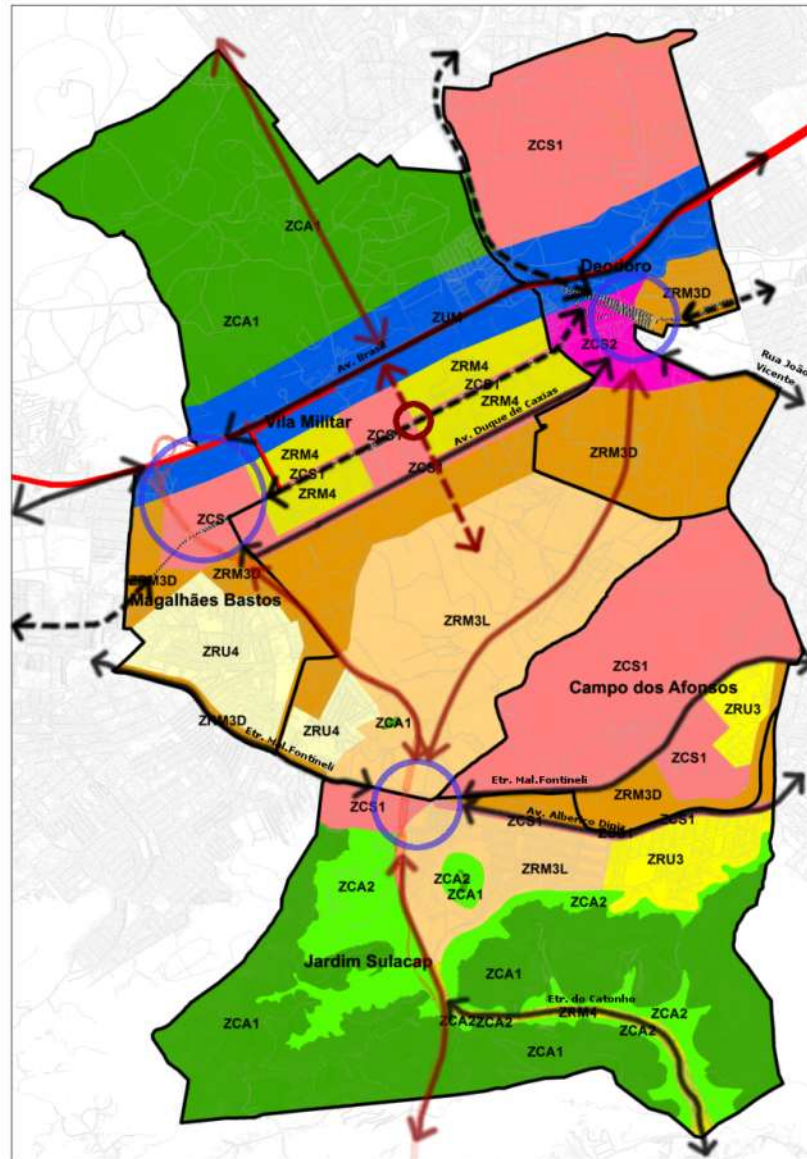 ZCS1
ZCA1
Deodoro
ZCA1
ZRM3D
ZUM
ZCS2
Av. Brasil
Rua João
Vicente
ZRM4
ZCS1
ZRM4
Vila Militar
ZCS1
Av. Duque de Caxias
ZRM4
ZCS1
ZRM4
ZCS1
ZRM3D
ZCS
ZRM3D
ZRM3D
Magalhães Bastos
ZRM3L
ZRU4
ZCS1
Campo dos Afonsos
ZRU3
ZRM3D
ZRU4
ZCA1
Etr. Mal.Fontineli
ZCS1
Etr. Mal.Fontineli
ZRM3D
ZCS1
Av. Alberico
ZCS1
ZCS1
ZCS1
ZRU3
ZCA2
ZCA2
ZRM3L
ZCA1
ZCA2
Jardim Sulacap
ZCA1
Etr. do Catonho
ZCA1
ZCA2
ZCA2
ZRM4
ZCA2
ZCA2
ZCA1